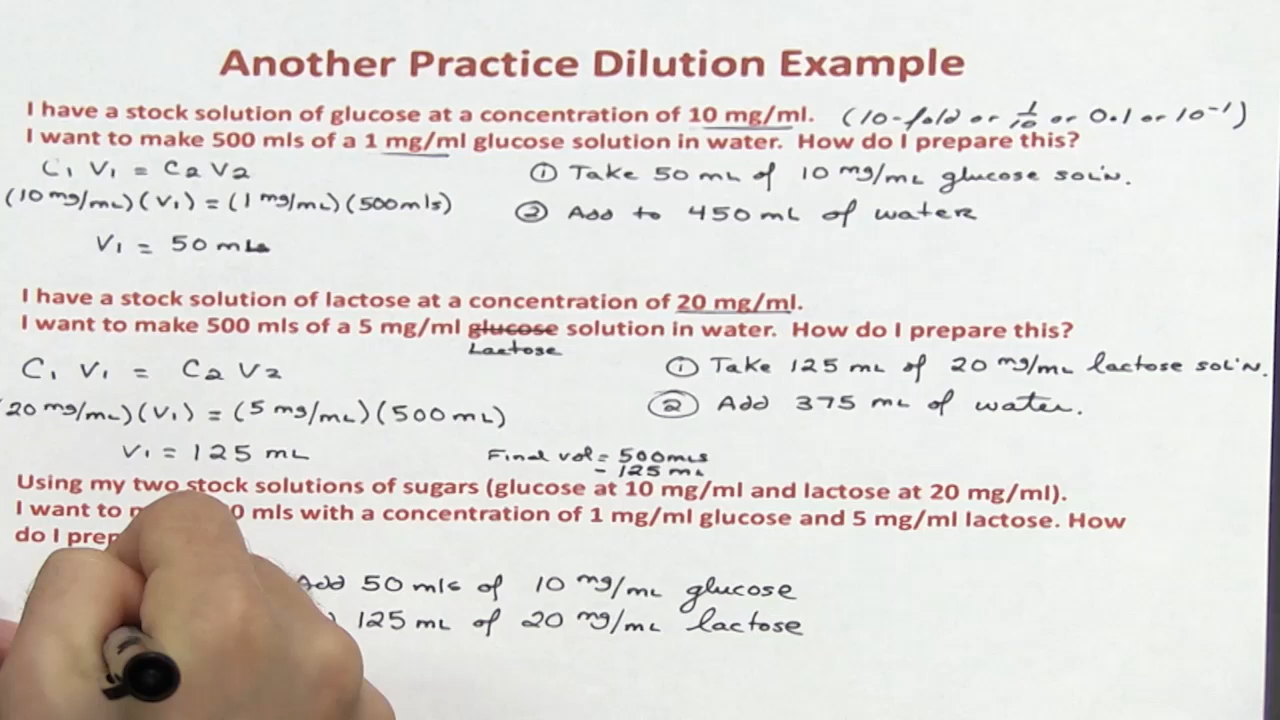 Another Practice Dilution Example
I have a stock solution of glucose at a concentration of 10 mg/ml. (10-fold or 1/10 or 0.1 or 10⁻¹)
I want to make 500 mls of a 1 mg/ml glucose solution in water. How do I prepare this?
C₁ V₁ = C₂ V₂
① Take 50 mL of 10 mg/mL glucose sol'n.
(10 mg/mL)(V₁) = (1 mg/mL)(500 mls)
② Add to 450 mL of water
V₁ = 50 mLs
I have a stock solution of lactose at a concentration of 20 mg/ml.
I want to make 500 mls of a 5 mg/ml glucose solution in water. How do I prepare this?
Lactose
C₁ V₁ = C₂ V₂
① Take 125 mL of 20 mg/mL lactose sol'n.
20 mg/mL)(V₁) = (5 mg/mL)(500 mL)
② Add 375 mL of water.
V₁ = 125 mL
Final vol = 500 mLs
- 125 mL
Using my two stock solutions of sugars (glucose at 10 mg/ml and lactose at 20 mg/ml).
I want to 0 mls with a concentration of 1 mg/ml glucose and 5 mg/ml lactose. How
do I prep
Add 50 mls of 10 mg/mL glucose
125 mL of 20 mg/mL lactose